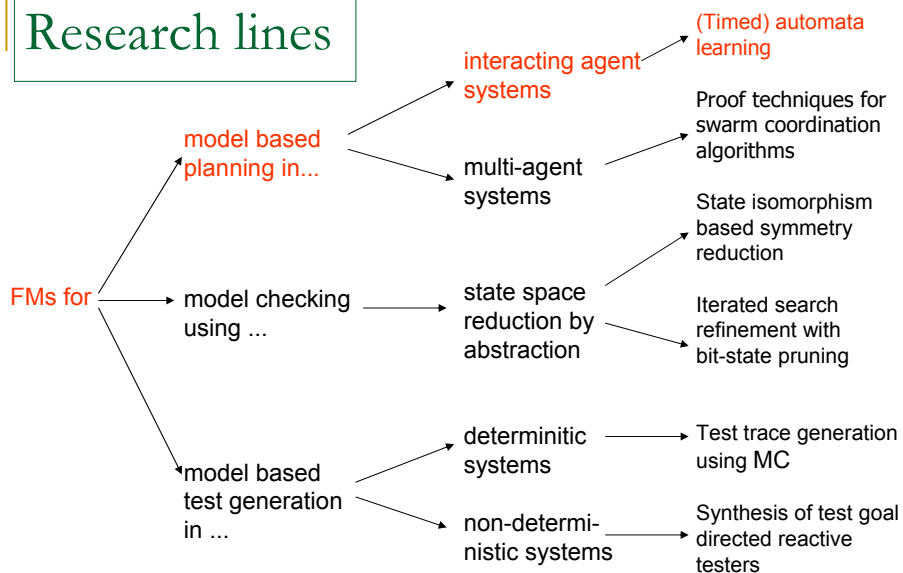 Research lines
FMs for
model based
planning in...
interacting agent
systems
(Timed) automata
learning
multi-agent
systems
Proof techniques for
swarm coordination
algorithms
model checking
using ...
state space
reduction by
abstraction
State isomorphism
based symmetry
reduction
Iterated search
refinement with
bit-state pruning
model based
test generation
in ...
determinitic
systems
Test trace generation
using MC
non-determi-
nistic systems
Synthesis of test goal
directed reactive
testers